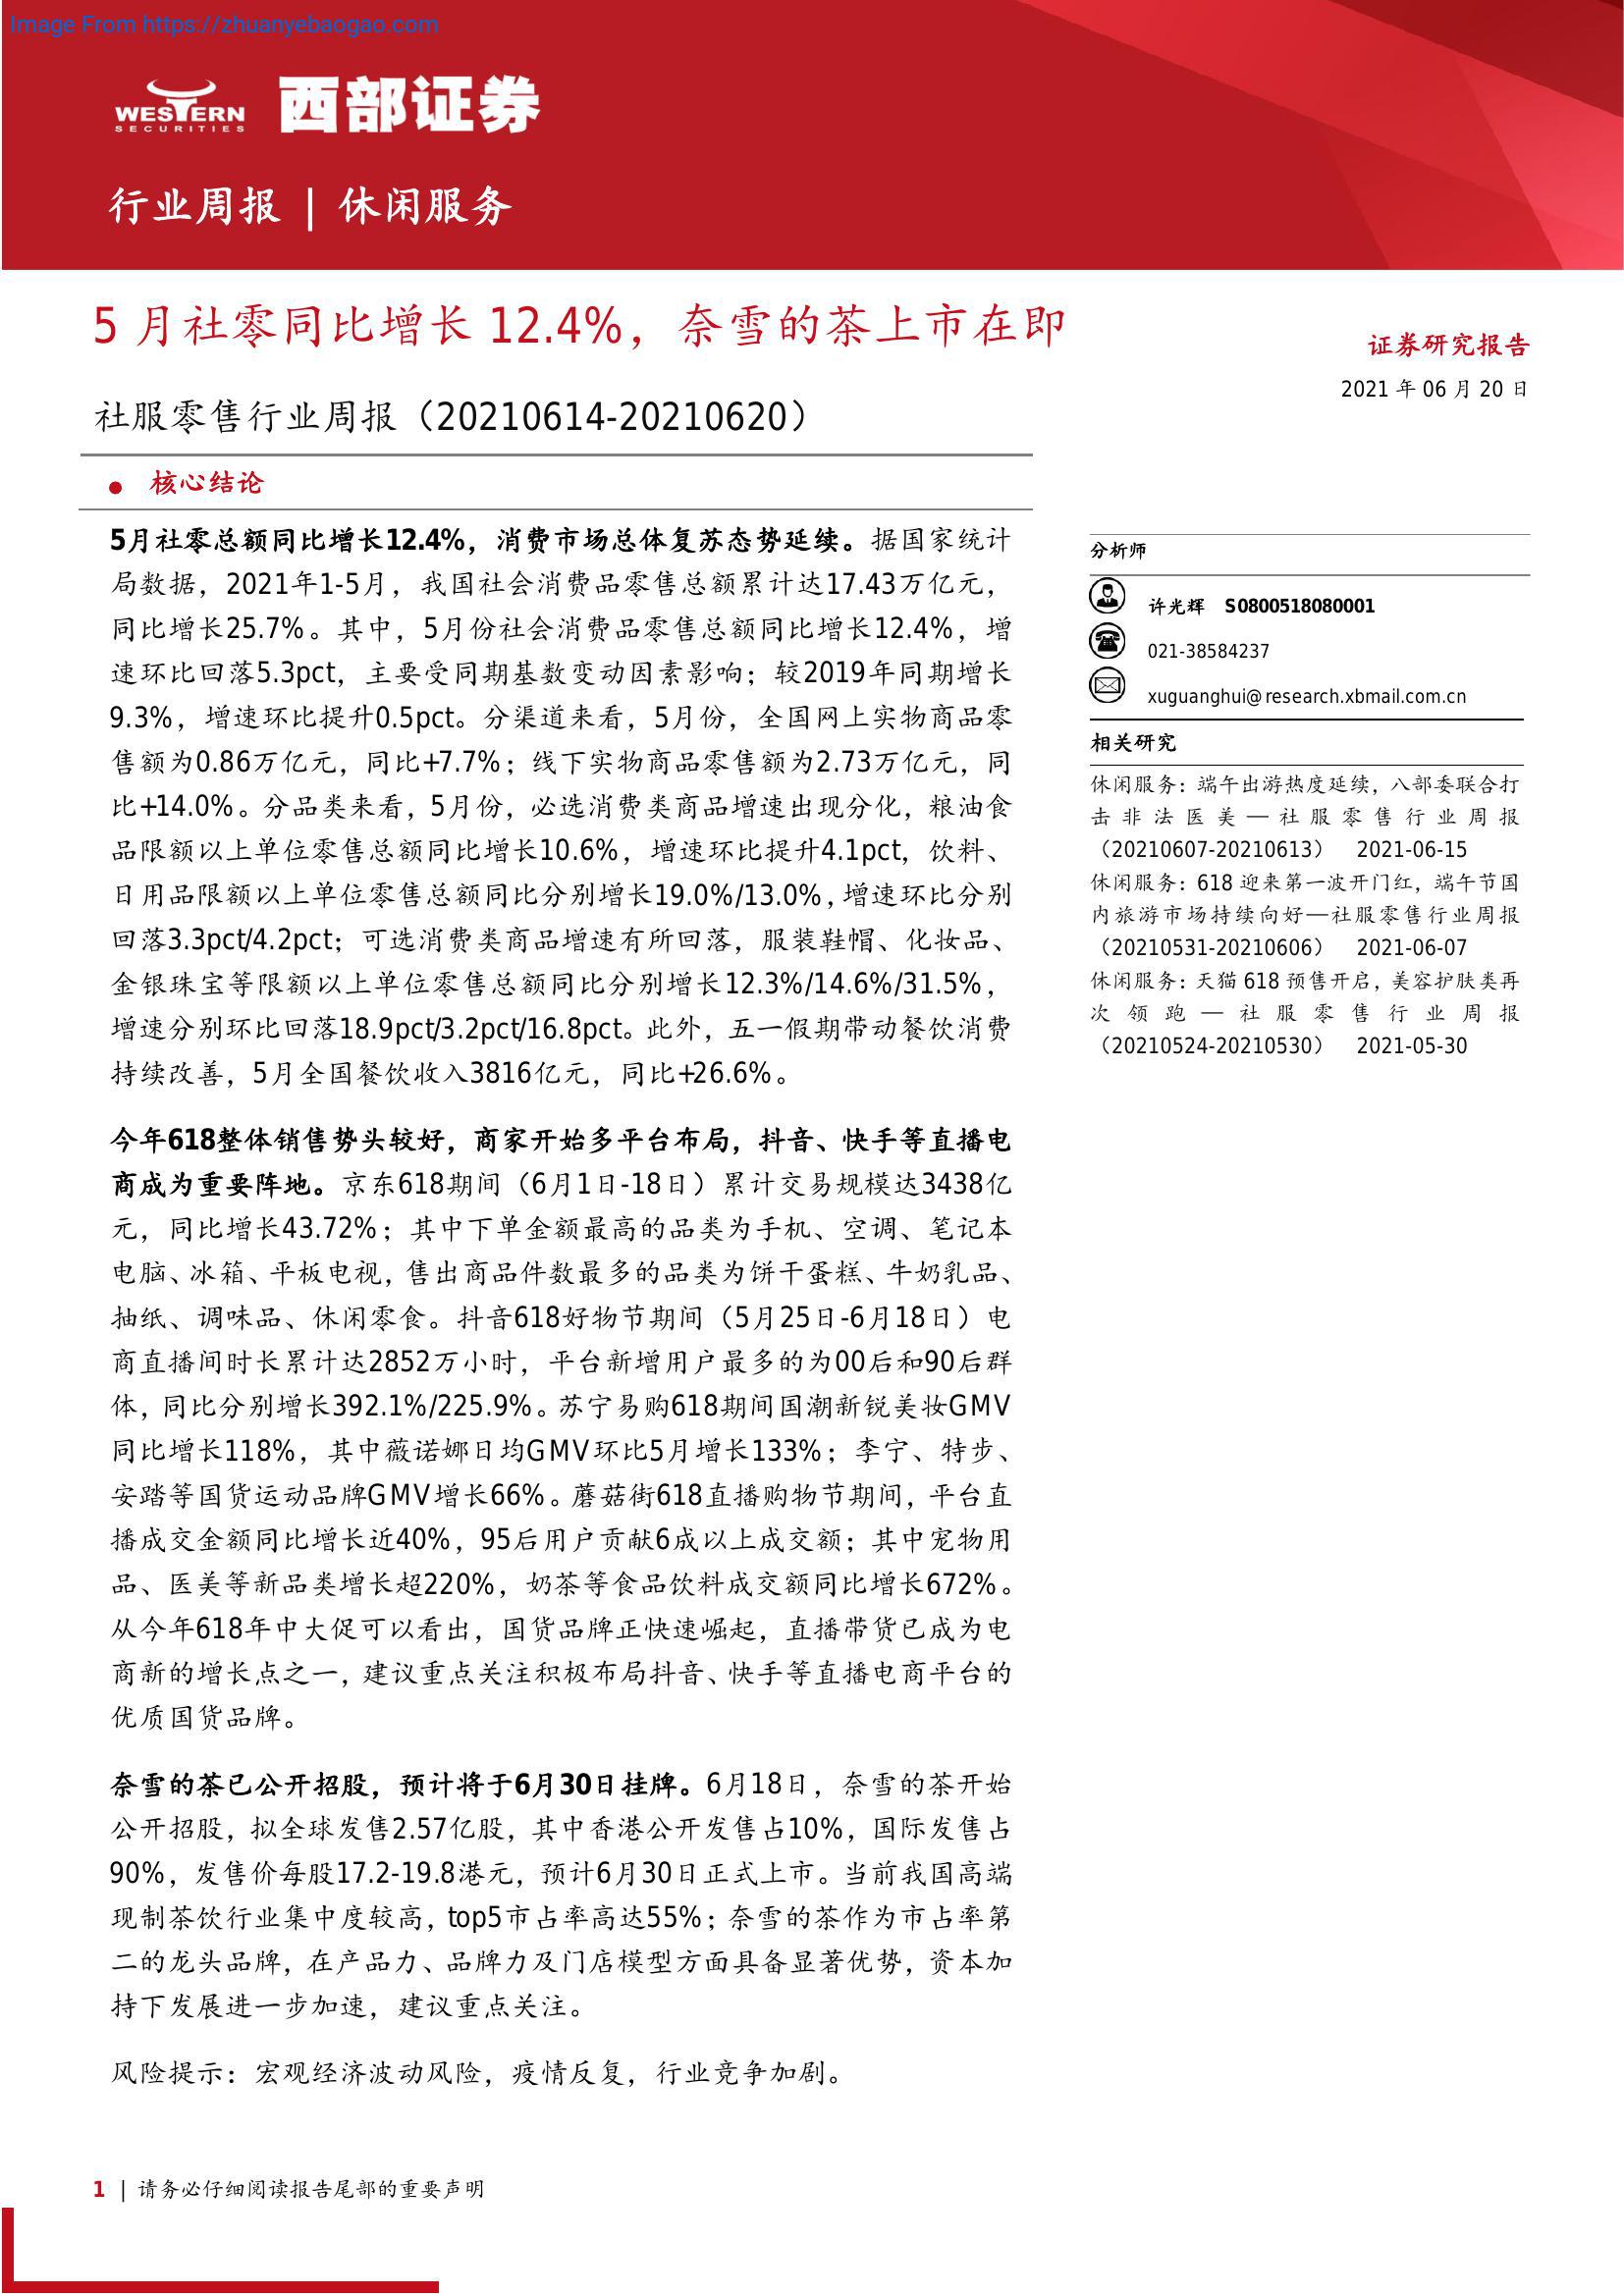 Image From https://zhuanyebaogao.com
WESTERN
SECURITIES
西部证券
行业周报 | 休闲服务
5 月社零同比增长 12.4%，奈雪的茶上市在即
社服零售行业周报（20210614-20210620）
● 核心结论
5月社零总额同比增长12.4%，消费市场总体复苏态势延续。据国家统计
局数据，2021年1-5月，我国社会消费品零售总额累计达17.43万亿元，
同比增长25.7%。其中，5月份社会消费品零售总额同比增长12.4%，增
速环比回落5.3pct，主要受同期基数变动因素影响；较2019年同期增长
9.3%，增速环比提升0.5pct。分渠道来看，5月份，全国网上实物商品零
售额为0.86万亿元，同比+7.7%；线下实物商品零售额为2.73万亿元，同
比+14.0%。分品类来看，5月份，必选消费类商品增速出现分化，粮油食
品限额以上单位零售总额同比增长10.6%，增速环比提升4.1pct，饮料、
日用品限额以上单位零售总额同比分别增长19.0%/13.0%，增速环比分别
回落3.3pct/4.2pct；可选消费类商品增速有所回落，服装鞋帽、化妆品、
金银珠宝等限额以上单位零售总额同比分别增长12.3%/14.6%/31.5%，
增速分别环比回落18.9pct/3.2pct/16.8pct。此外，五一假期带动餐饮消费
持续改善，5月全国餐饮收入3816亿元，同比+26.6%。
今年618整体销售势头较好，商家开始多平台布局，抖音、快手等直播电
商成为重要阵地。京东618期间（6月1日-18日）累计交易规模达3438亿
元，同比增长43.72%；其中下单金额最高的品类为手机、空调、笔记本
电脑、冰箱、平板电视，售出商品件数最多的品类为饼干蛋糕、牛奶乳品、
抽纸、调味品、休闲零食。抖音618好物节期间（5月25日-6月18日）电
商直播间时长累计达2852万小时，平台新增用户最多的为00后和90后群
体，同比分别增长392.1%/225.9%。苏宁易购618期间国潮新锐美妆GMV
同比增长118%，其中薇诺娜日均GMV环比5月增长133%；李宁、特步、
安踏等国货运动品牌GMV增长66%。蘑菇街618直播购物节期间，平台直
播成交金额同比增长近40%，95后用户贡献6成以上成交额；其中宠物用
品、医美等新品类增长超220%，奶茶等食品饮料成交额同比增长672%。
从今年618年中大促可以看出，国货品牌正快速崛起，直播带货已成为电
商新的增长点之一，建议重点关注积极布局抖音、快手等直播电商平台的
优质国货品牌。
奈雪的茶已公开招股，预计将于6月30日挂牌。6月18日，奈雪的茶开始
公开招股，拟全球发售2.57亿股，其中香港公开发售占10%，国际发售占
90%，发售价每股17.2-19.8港元，预计6月30日正式上市。当前我国高端
现制茶饮行业集中度较高，top5市占率高达55%；奈雪的茶作为市占率第
二的龙头品牌，在产品力、品牌力及门店模型方面具备显著优势，资本加
持下发展进一步加速，建议重点关注。
风险提示：宏观经济波动风险，疫情反复，行业竞争加剧。
证券研究报告
2021 年 06 月 20 日
分析师
许光辉 S0800518080001
021-38584237
xuguanghui@research.xbmail.com.cn
相关研究
休闲服务：端午出游热度延续，八部委联合打
击非法医美—社服零售行业周报
（20210607-20210613） 2021-06-15
休闲服务：618 迎来第一波开门红，端午节国
内旅游市场持续向好—社服零售行业周报
（20210531-20210606） 2021-06-07
休闲服务：天猫 618 预售开启，美容护肤类再
次领跑—社服零售行业周报
（20210524-20210530） 2021-05-30
1 | 请务必仔细阅读报告尾部的重要声明